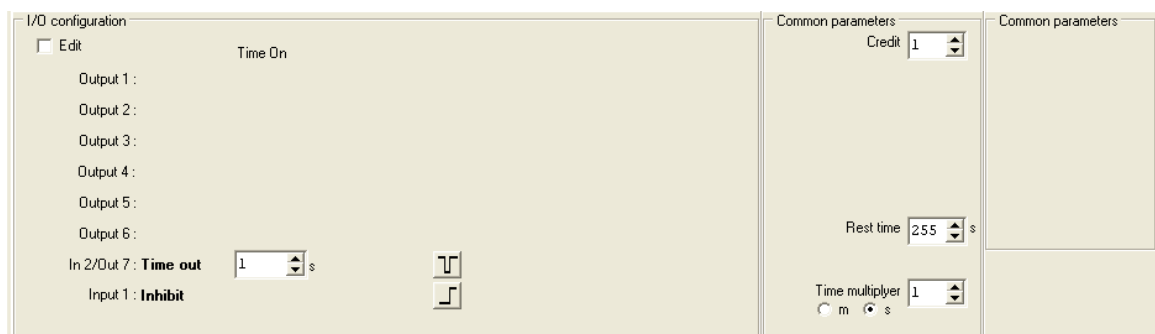 I/O configuration
Edit
Time On
Output 1 :
Output 2 :
Output 3 :
Output 4 :
Output 5 :
Output 6 :
In 2/Out 7 : Time out 1 s
Input 1 : Inhibit
Common parameters
Credit 1
Rest time 255 s
Time multiplyer 1
m s
Common parameters